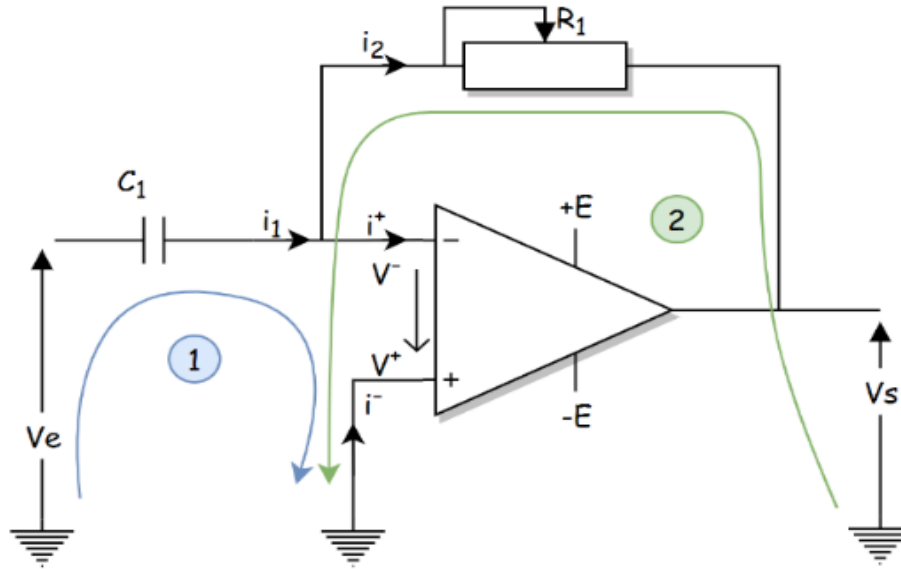 R₁
i₂
C₁
i₁
i⁺
−
+E
2
V⁻
1
V⁺
+
i⁻
-E
Ve
Vs